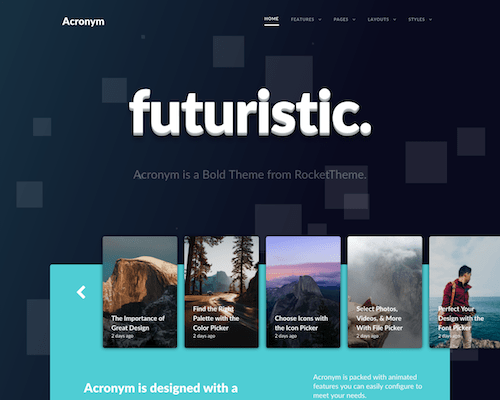 Acronym
HOME FEATURES PAGES LAYOUTS STYLES
futuristic.
Acronym is a Bold Theme from RocketTheme.
The Importance of
Great Design
2 days ago
Find the Right
Palette with the
Color Picker
2 days ago
Choose Icons with
the Icon Picker
2 days ago
Select Photos,
Videos, & More
With File Picker
2 days ago
Perfect Your
Design with the
Font Picker
2 days ago
Acronym is designed with a
Acronym is packed with animated
features you can easily configure to
meet your needs.